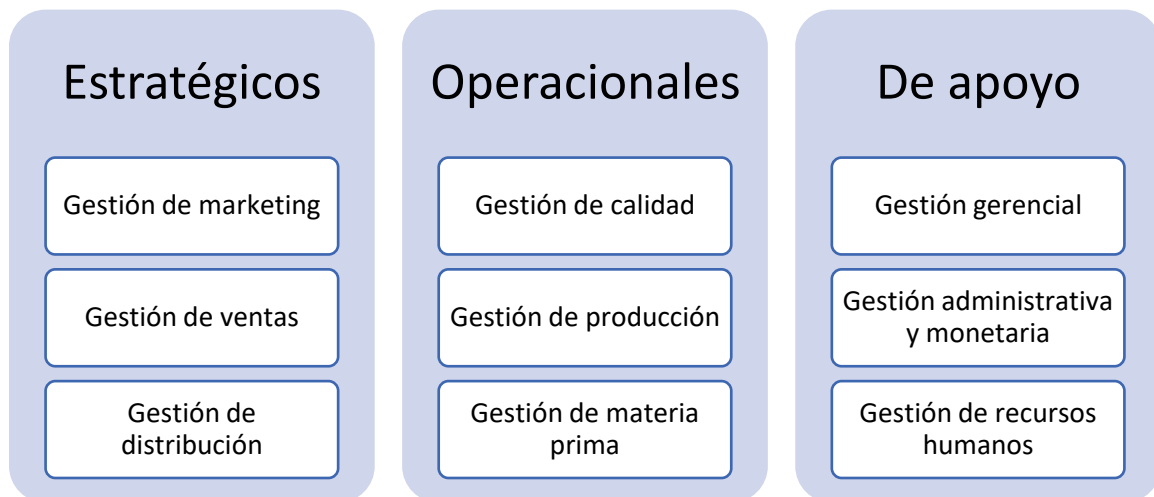 Estratégicos
Gestión de marketing
Gestión de ventas
Gestión de
distribución
Operacionales
Gestión de calidad
Gestión de producción
Gestión de materia
prima
De apoyo
Gestión gerencial
Gestión administrativa
y monetaria
Gestión de recursos
humanos